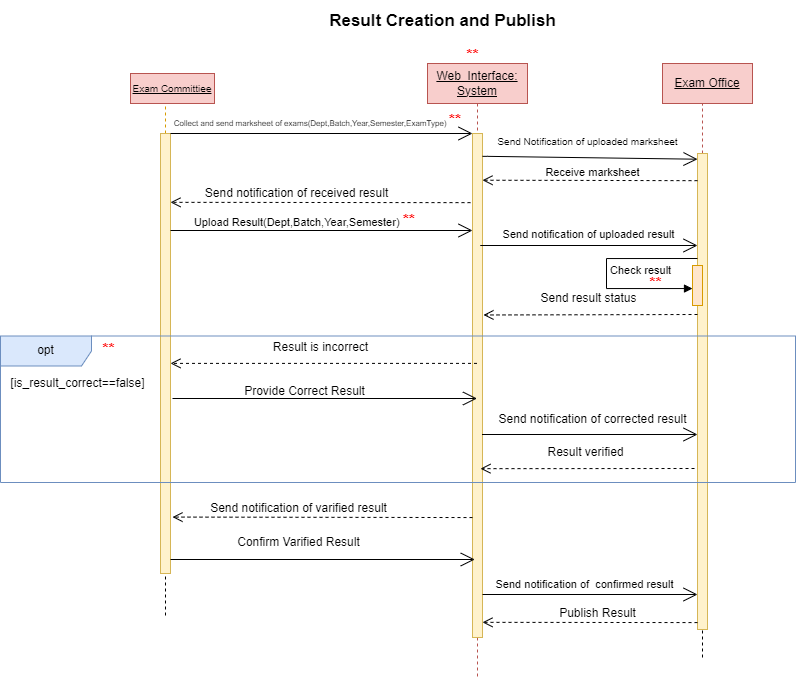 Result Creation and Publish
**
Exam Committiee
Web Interface:
System
Exam Office
Collect and send marksheet of exams(Dept,Batch,Year,Semester,ExamType)
**
Send Notification of uploaded marksheet
Receive marksheet
Send notification of received result
Upload Result(Dept,Batch,Year,Semester)
**
Send notification of uploaded result
Check result
**
Send result status
opt
**
Result is incorrect
[is_result_correct==false]
Provide Correct Result
Send notification of corrected result
Result verified
Send notification of varified result
Confirm Varified Result
Send notification of confirmed result
Publish Result